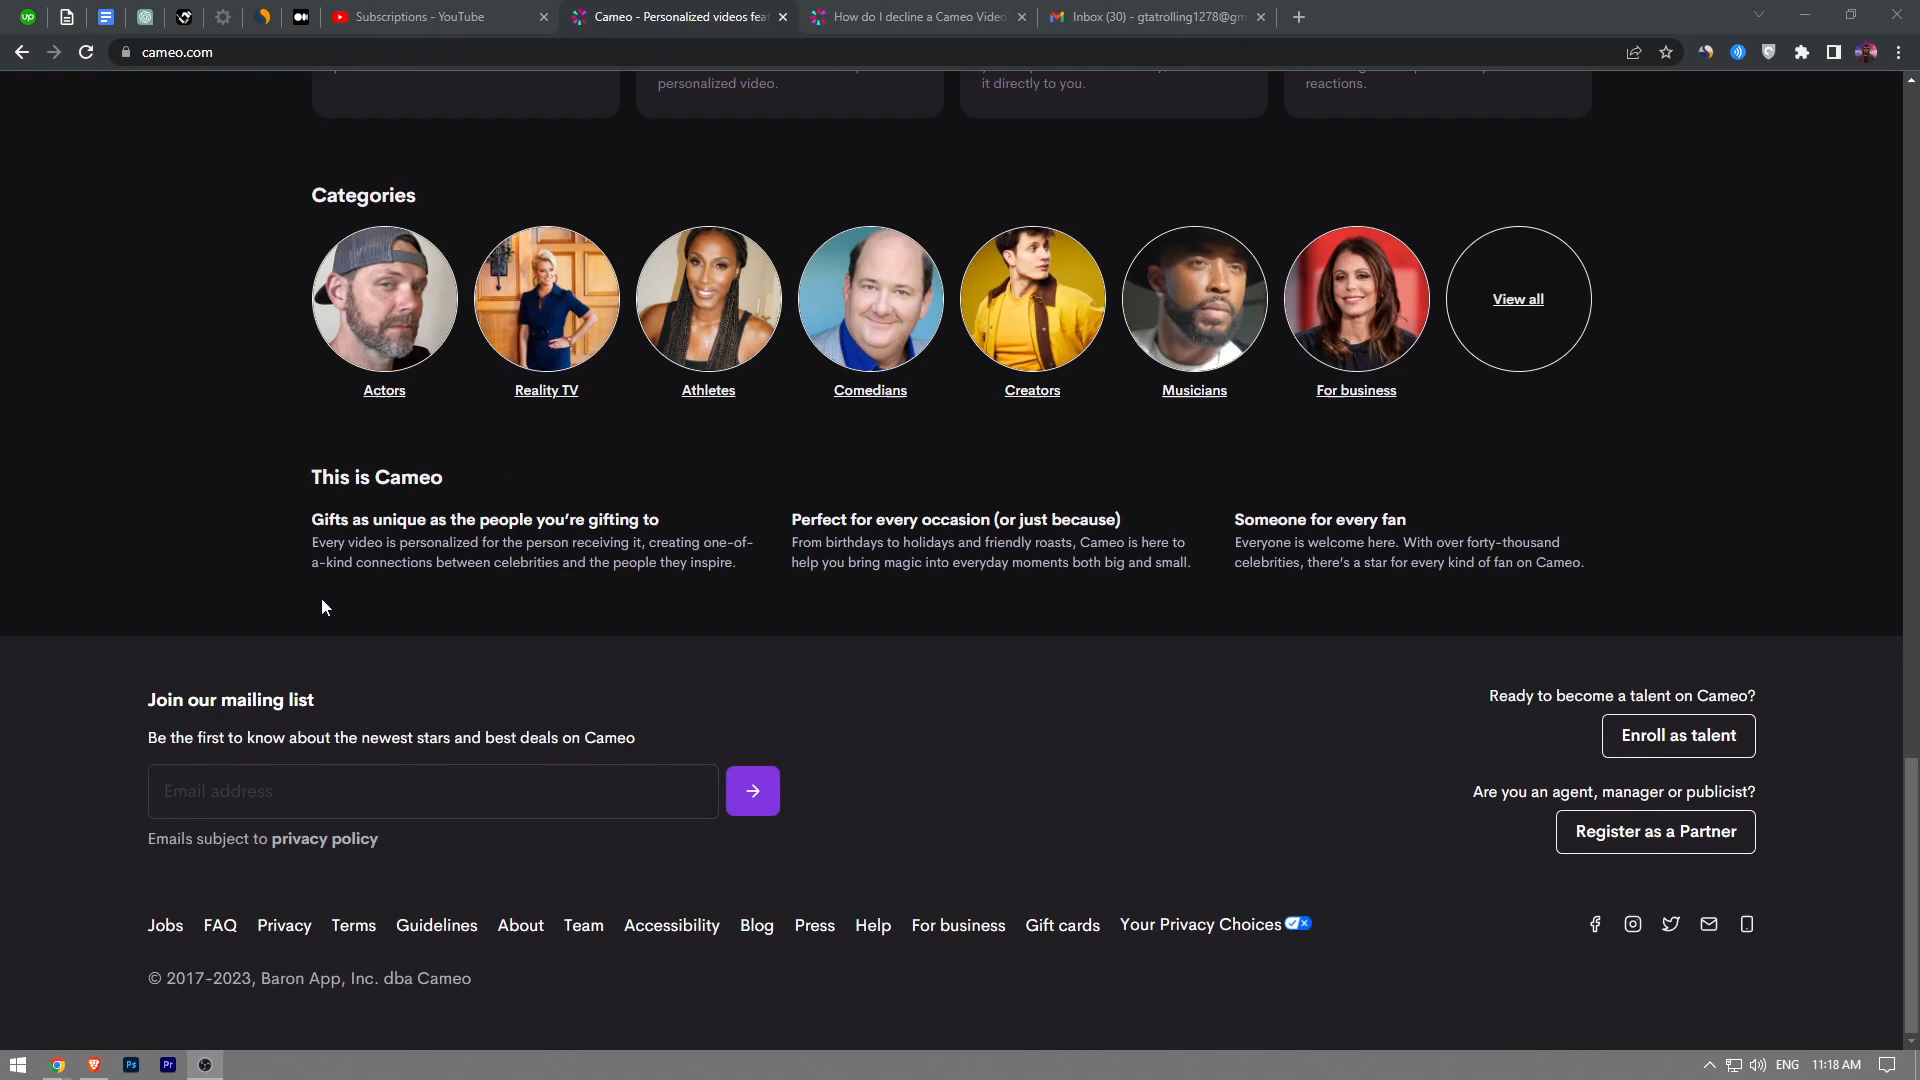 up
Subscriptions - YouTube
Cameo - Personalized videos fea
How do I decline a Cameo Video
Inbox (30) - gtatrolling1278@gm
cameo.com
personalized video.
it directly to you.
reactions.
Categories
View all
Actors
Reality TV
Athletes
Comedians
Creators
Musicians
For business
This is Cameo
Gifts as unique as the people you're gifting to
Every video is personalized for the person receiving it, creating one-of-
a-kind connections between celebrities and the people they inspire.
Perfect for every occasion (or just because)
From birthdays to holidays and friendly roasts, Cameo is here to
help you bring magic into everyday moments both big and small.
Someone for every fan
Everyone is welcome here. With over forty-thousand
celebrities, there's a star for every kind of fan on Cameo.
Join our mailing list
Be the first to know about the newest stars and best deals on Cameo
Email address
Emails subject to privacy policy
Ready to become a talent on Cameo?
Enroll as talent
Are you an agent, manager or publicist?
Register as a Partner
Jobs FAQ Privacy Terms Guidelines About Team Accessibility Blog Press Help For business Gift cards Your Privacy Choices
© 2017-2023, Baron App, Inc. dba Cameo
Ps
Pr
ENG
11:18 AM